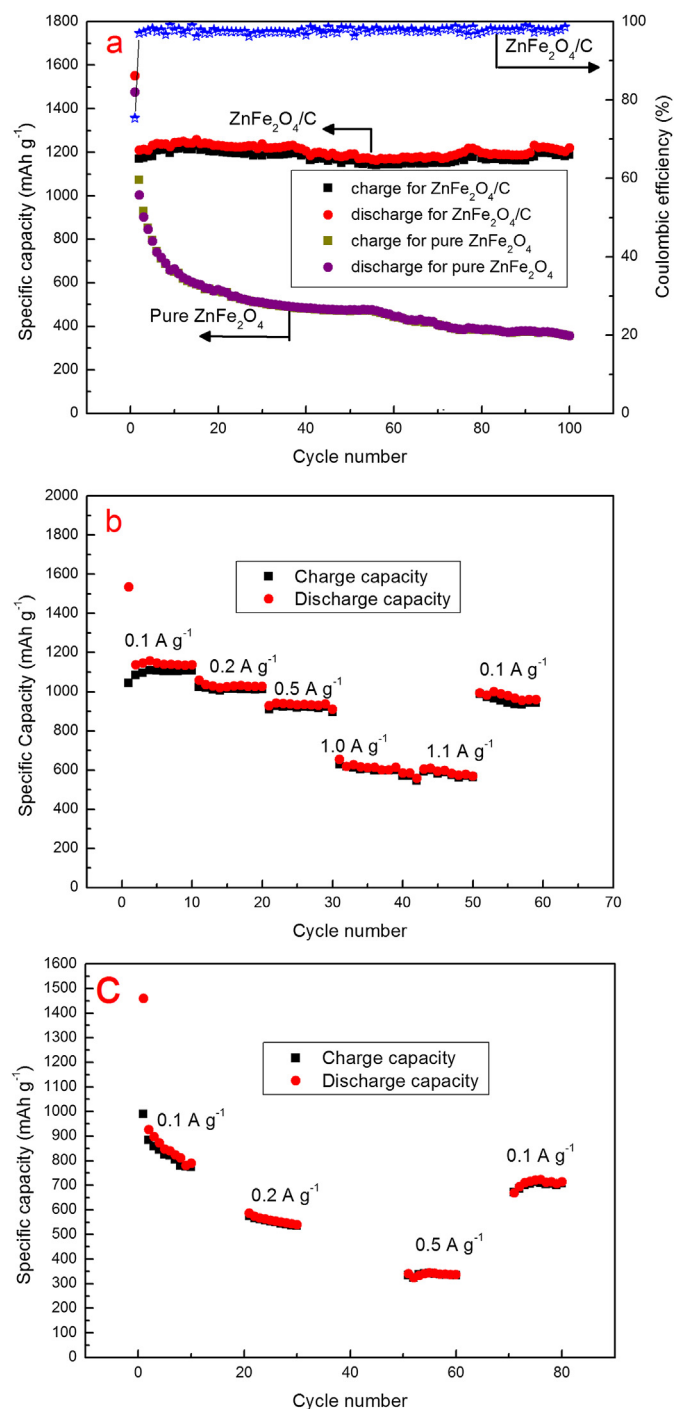 a
1800
1600
1400
1200
1000
800
600
400
200
0
Specific capacity (mAh g⁻¹)
100
80
60
40
20
0
Coulombic efficiency (%)
ZnFe₂O₄/C
ZnFe₂O₄/C
charge for ZnFe₂O₄/C
discharge for ZnFe₂O₄/C
charge for pure ZnFe₂O₄
discharge for pure ZnFe₂O₄
Pure ZnFe₂O₄
0 20 40 60 80 100
Cycle number
b
2000
1800
1600
1400
1200
1000
800
600
400
200
0
Specific Capacity (mAh g⁻¹)
Charge capacity
Discharge capacity
0.1 A g⁻¹
0.2 A g⁻¹
0.5 A g⁻¹
1.0 A g⁻¹
1.1 A g⁻¹
0.1 A g⁻¹
0 10 20 30 40 50 60 70
Cycle number
C
1600
1500
1400
1300
1200
1100
1000
900
800
700
600
500
400
300
200
100
0
Specific capacity (mAh g⁻¹)
Charge capacity
Discharge capacity
0.1 A g⁻¹
0.2 A g⁻¹
0.5 A g⁻¹
0.1 A g⁻¹
0 20 40 60 80
Cycle number